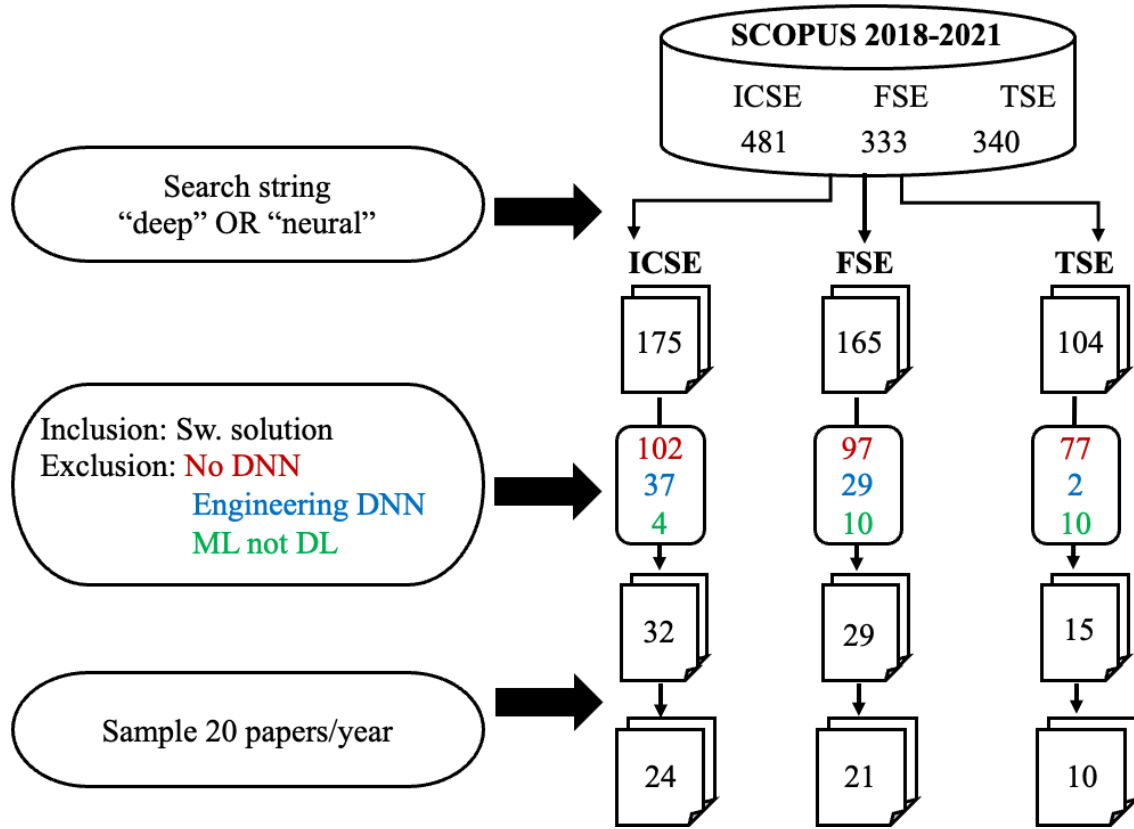 SCOPUS 2018-2021
ICSE FSE TSE
481 333 340
Search string
“deep” OR “neural”
ICSE FSE TSE
175 165 104
Inclusion: Sw. solution
Exclusion: No DNN
Engineering DNN
ML not DL
102 97 77
37 29 2
4 10 10
32 29 15
Sample 20 papers/year
24 21 10